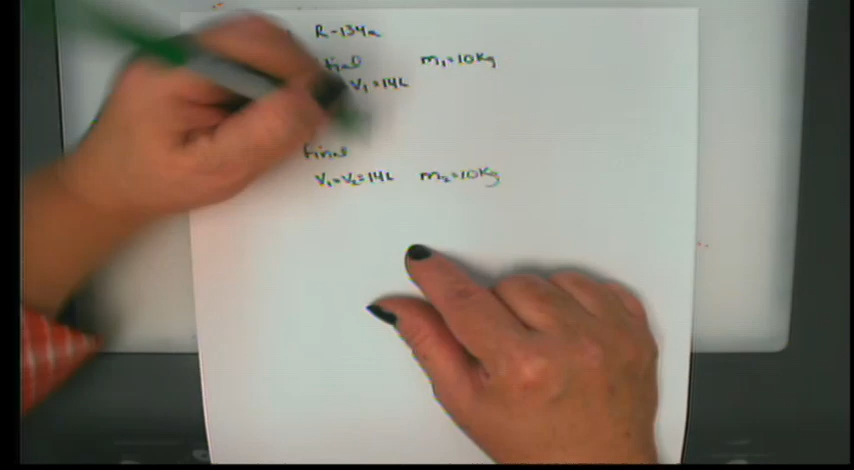 R-134a
m₁=10Kg
V₁=14L
final
V₁=V₂=14L m₂=10Kg